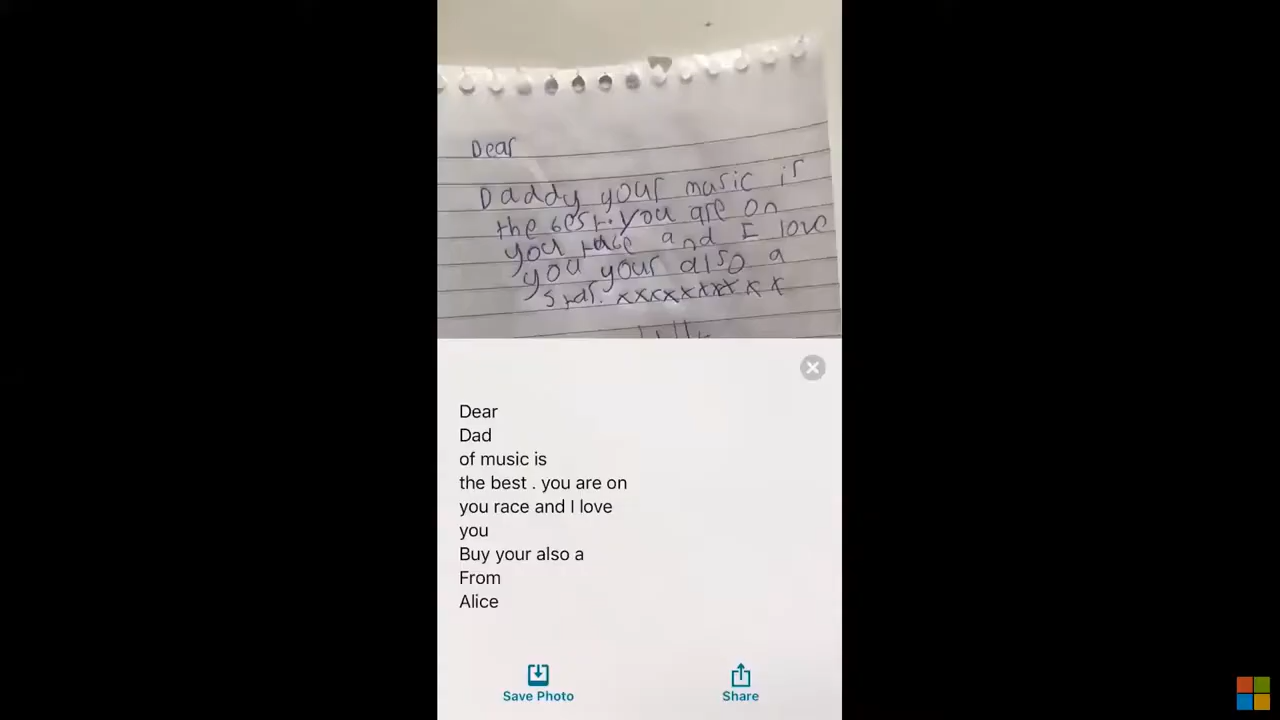 Dear
Daddy your music is
the best. you are on
you race and I love
you your also a
star. xxxxxxxxxx
Dear
Dad
of music is
the best . you are on
you race and I love
you
Buy your also a
From
Alice
Save Photo
Share